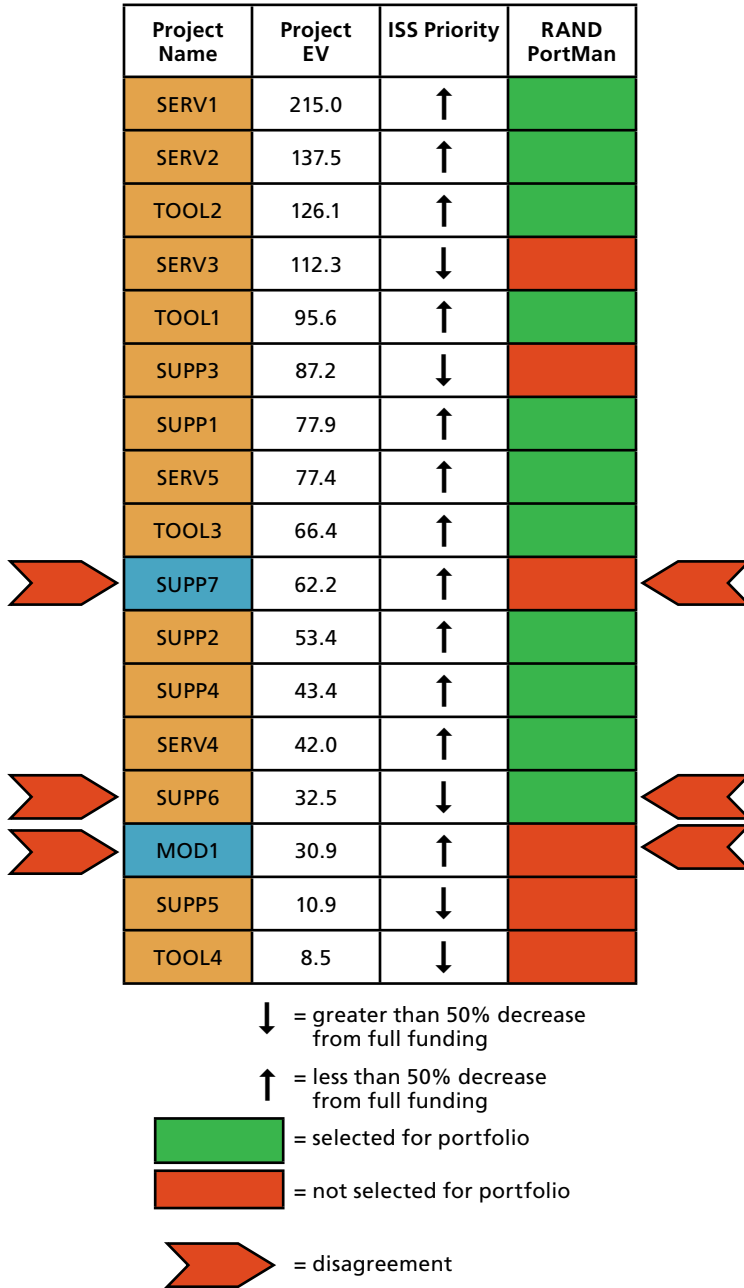 Project Name Project EV ISS Priority RAND PortMan
SERV1 215.0 ↑
SERV2 137.5 ↑
TOOL2 126.1 ↑
SERV3 112.3 ↓
TOOL1 95.6 ↑
SUPP3 87.2 ↓
SUPP1 77.9 ↑
SERV5 77.4 ↑
TOOL3 66.4 ↑
SUPP7 62.2 ↑
SUPP2 53.4 ↑
SUPP4 43.4 ↑
SERV4 42.0 ↑
SUPP6 32.5 ↓
MOD1 30.9 ↑
SUPP5 10.9 ↓
TOOL4 8.5 ↓
↓ = greater than 50% decrease
from full funding
↑ = less than 50% decrease
from full funding
= selected for portfolio
= not selected for portfolio
= disagreement